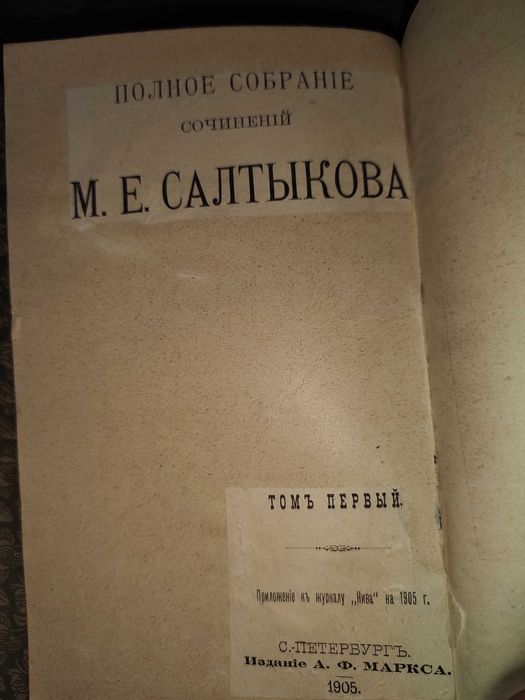 ПОЛНОЕ СОБРАНІЕ
СОЧИНЕНІЙ
М. Е. САЛТЫКОВА
ТОМЪ ПЕРВЫЙ.
Приложеніе къ журналу „Нива" на 1905 г.
С.-ПЕТЕРБУРГЪ.
Изданіе А. Ф. МАРКСА.
1905.